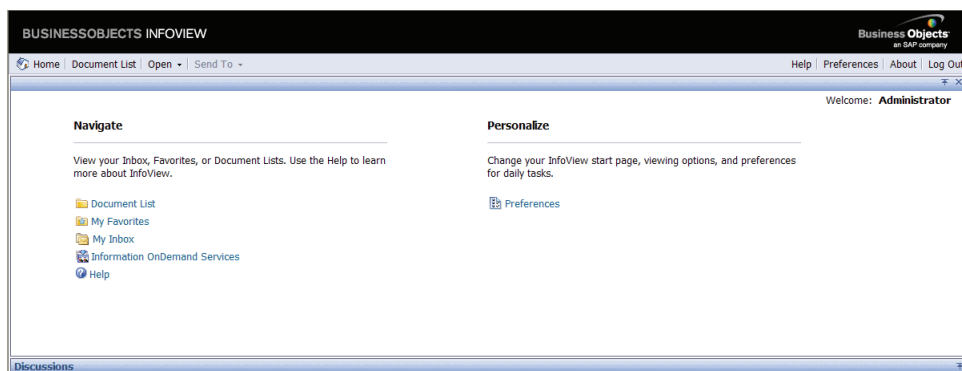 BUSINESSOBJECTS INFOVIEW
Business Objects
an SAP company
Home Document List Open Send To
Help Preferences About Log Out
Welcome: Administrator
Navigate
View your Inbox, Favorites, or Document Lists. Use the Help to learn
more about InfoView.
Document List
My Favorites
My Inbox
Information OnDemand Services
Help
Personalize
Change your InfoView start page, viewing options, and preferences
for daily tasks.
Preferences
Discussions